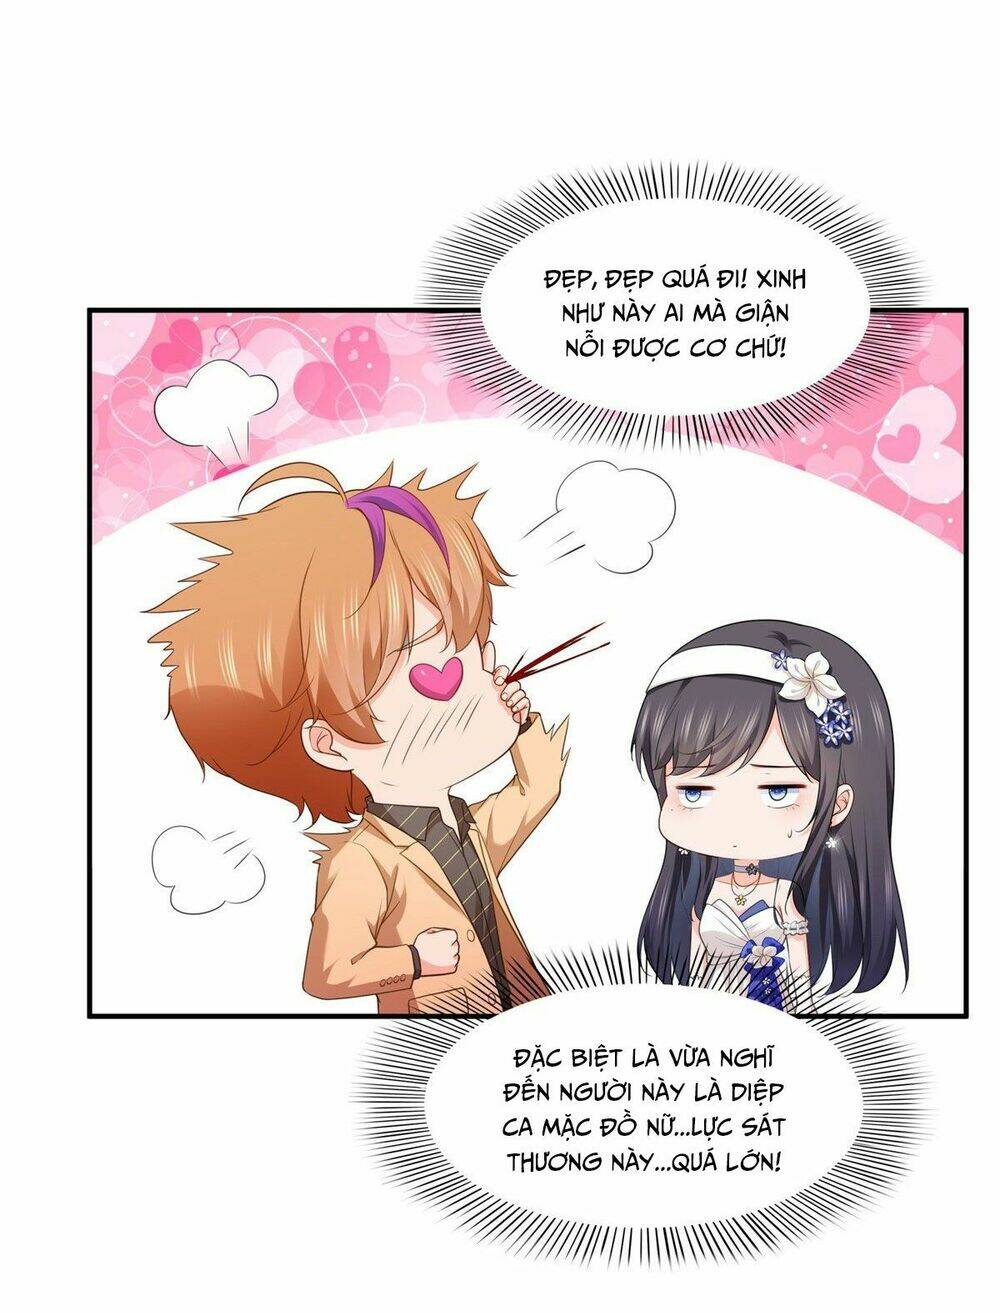 ĐẸP, ĐẸP QUÁ ĐI! XINH
NHƯ NÀY AI MÀ GIẬN
NỖI ĐƯỢC CƠ CHỨ!
ĐẶC BIỆT LÀ VỪA NGHĨ
ĐẾN NGƯỜI NÀY LÀ DIỆP
CA MẶC ĐỒ NỮ...LỰC SÁT
THƯƠNG NÀY...QUÁ LỚN!